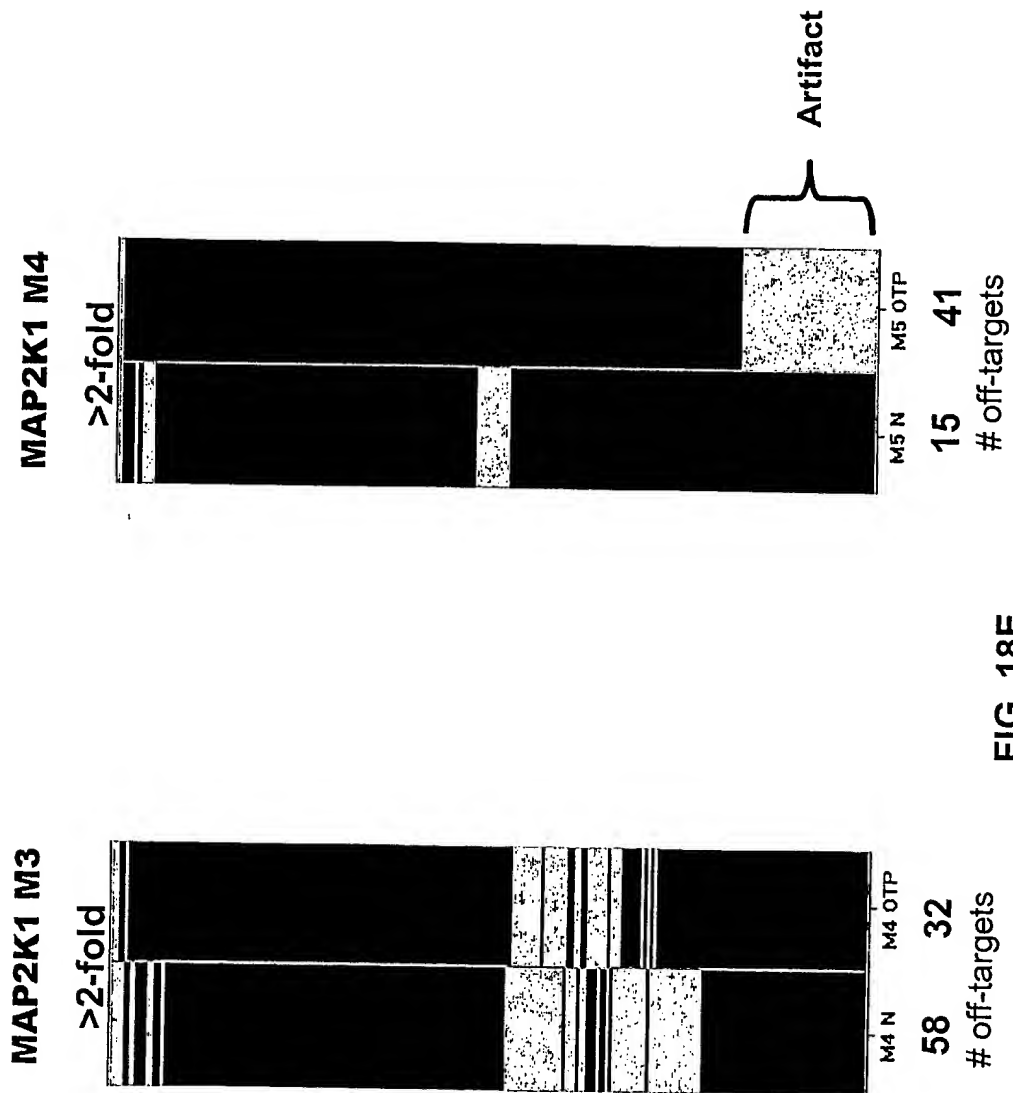 MAP2K1 M3
>2-fold
M4 N M4 OTP
58 32
# off-targets
MAP2K1 M4
>2-fold
M5 N M5 OTP
15 41
# off-targets
Artifact
FIG. 18E